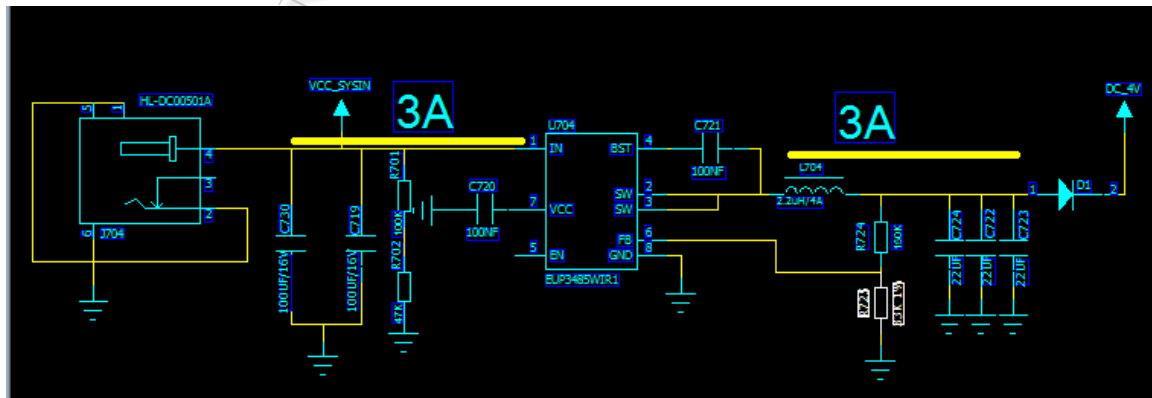 HL-DC00501A
5
1
4
3
2
6
J704
VCC_SYSIN
3A
C730
100UF/16V
C719
100UF/16V
R701
100K
R702
47K
C720
100NF
U704
1
IN
7
VCC
5
EN
BST
4
SW
2
SW
3
FB
6
GND
8
EUP3485WIR1
C721
100NF
3A
L704
2.2uH/4A
R724
160K
R723
C724
22UF
C722
22UF
C723
22UF
1
D1
2
DC_4V